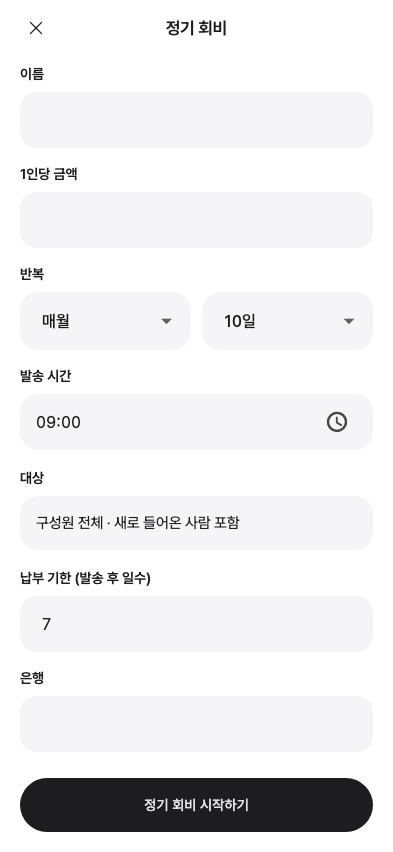 정기 회비
이름
1인당 금액
반복
매월
10일
발송 시간
09:00
대상
구성원 전체 · 새로 들어온 사람 포함
납부 기한 (발송 후 일수)
7
은행
정기 회비 시작하기